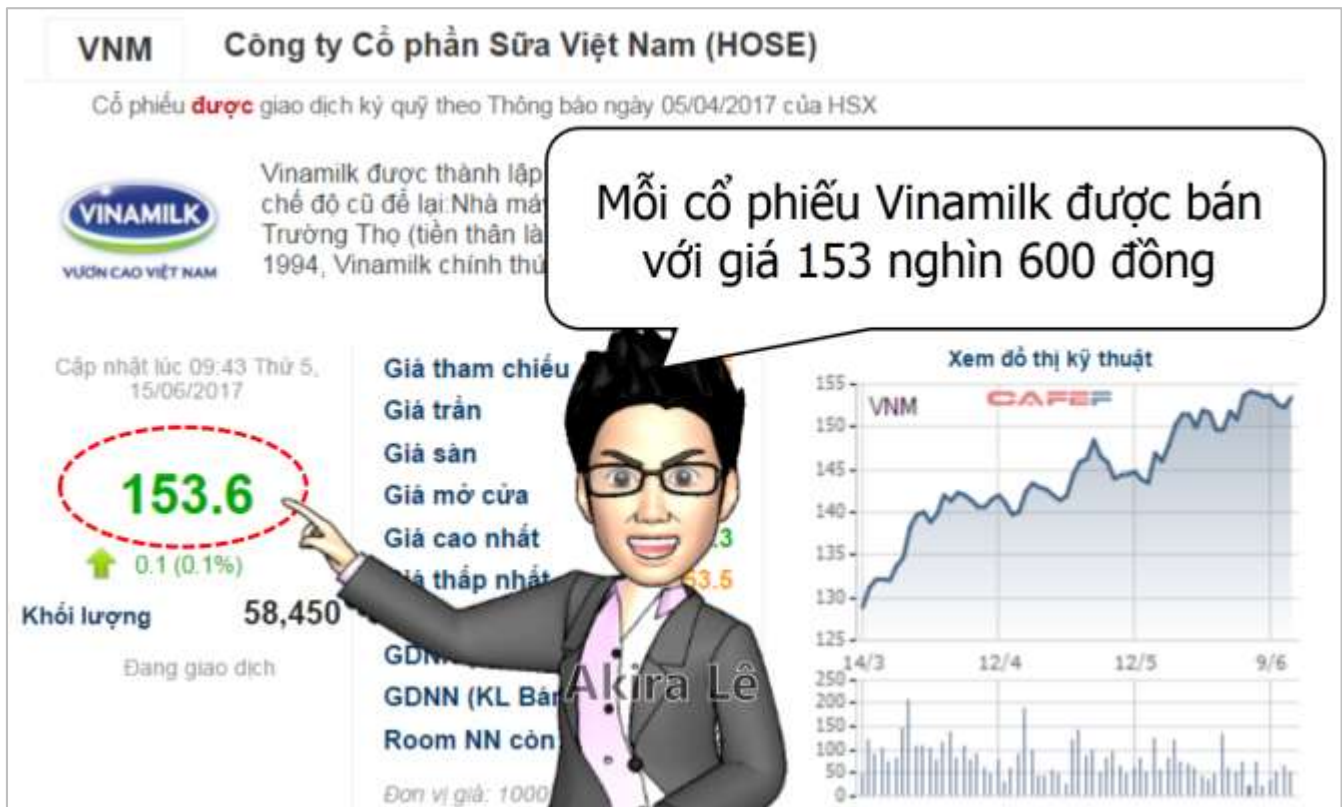 VNM Công ty Cổ phần Sữa Việt Nam (HOSE)
Cổ phiếu được giao dịch ký quỹ theo Thông báo ngày 05/04/2017 của HSX
VINAMILK
VƯƠN CAO VIỆT NAM
Vinamilk được thành lập
chế độ cũ để lại:Nhà má
Trường Thọ (tiền thân là
1994, Vinamilk chính thứ
Mỗi cổ phiếu Vinamilk được bán
với giá 153 nghìn 600 đồng
Cập nhật lúc 09:43 Thứ 5,
15/06/2017
153.6
0.1 (0.1%)
Khối lượng 58,450
Đang giao dịch
Giá tham chiếu
Giá trần
Giá sàn
Giá mở cửa
Giá cao nhất
Giá thấp nhất 53.5
GDNN (KL Bán
Room NN còn
Đơn vị giá: 1000
Akira Lê
Xem đồ thị kỹ thuật
VNM CAFEF
155
150
145
140
135
130
125
14/3 12/4 12/5 9/6
250
200
150
100
50
0